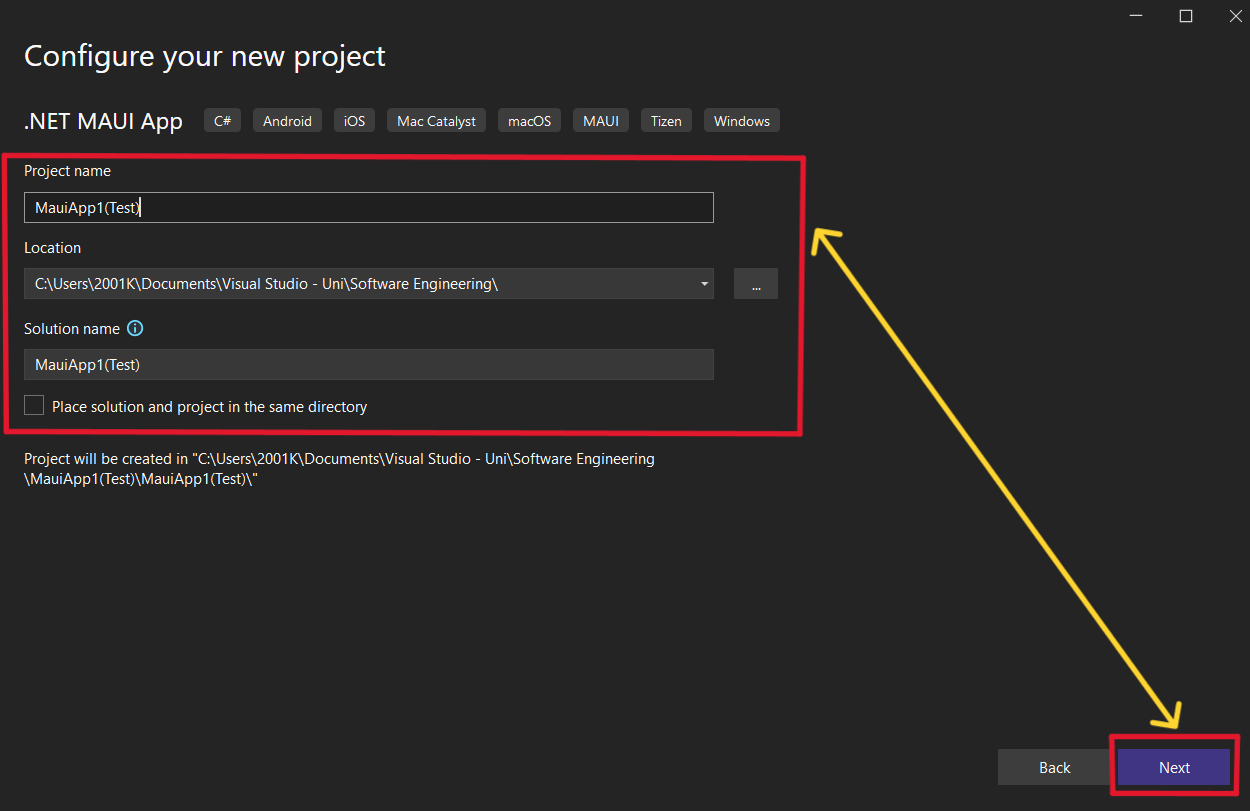 Configure your new project
.NET MAUI App C# Android iOS Mac Catalyst macOS MAUI Tizen Windows
Project name
MauiApp1(Test)
Location
C:\Users\2001K\Documents\Visual Studio - Uni\Software Engineering\
...
Solution name
MauiApp1(Test)
Place solution and project in the same directory
Project will be created in "C:\Users\2001K\Documents\Visual Studio - Uni\Software Engineering
\MauiApp1(Test)\MauiApp1(Test)\"
Back Next